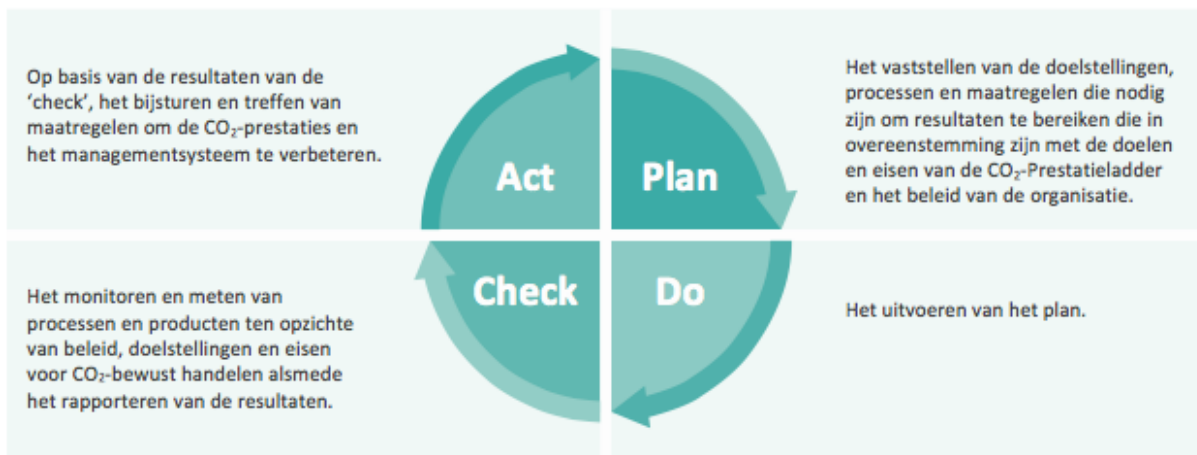 Op basis van de resultaten van de
‘check’, het bijsturen en treffen van
maatregelen om de CO₂-prestaties en
het managementsysteem te verbeteren.
Act
Plan
Het vaststellen van de doelstellingen,
processen en maatregelen die nodig
zijn om resultaten te bereiken die in
overeenstemming zijn met de doelen
en eisen van de CO₂-Prestatieladder
en het beleid van de organisatie.
Het monitoren en meten van
processen en producten ten opzichte
van beleid, doelstellingen en eisen
voor CO₂-bewust handelen alsmede
het rapporteren van de resultaten.
Check
Do
Het uitvoeren van het plan.